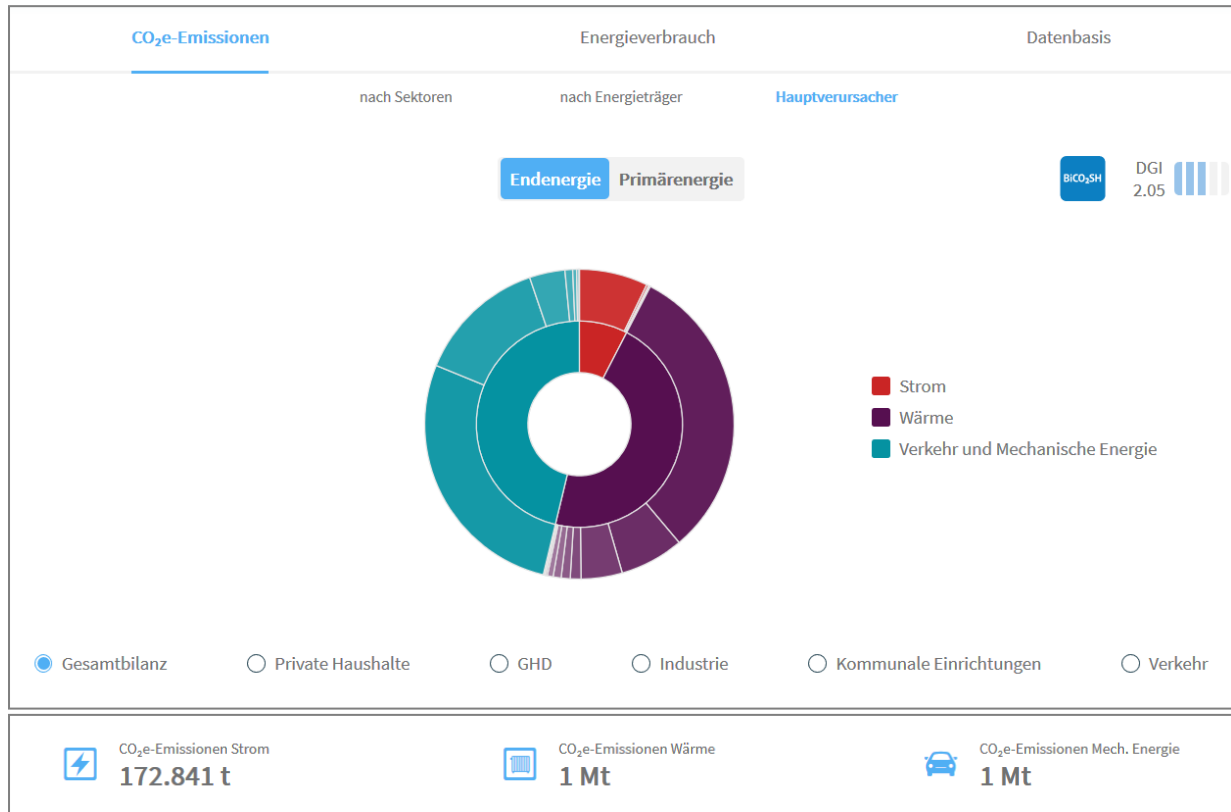 CO₂e-Emissionen Energieverbrauch Datenbasis
nach Sektoren nach Energieträger Hauptverursacher
Endenergie Primärenergie
BiCO₂SH
DGI
2.05
Strom
Wärme
Verkehr und Mechanische Energie
Gesamtbilanz Private Haushalte GHD Industrie Kommunale Einrichtungen Verkehr
CO₂e-Emissionen Strom
172.841 t
CO₂e-Emissionen Wärme
1 Mt
CO₂e-Emissionen Mech. Energie
1 Mt